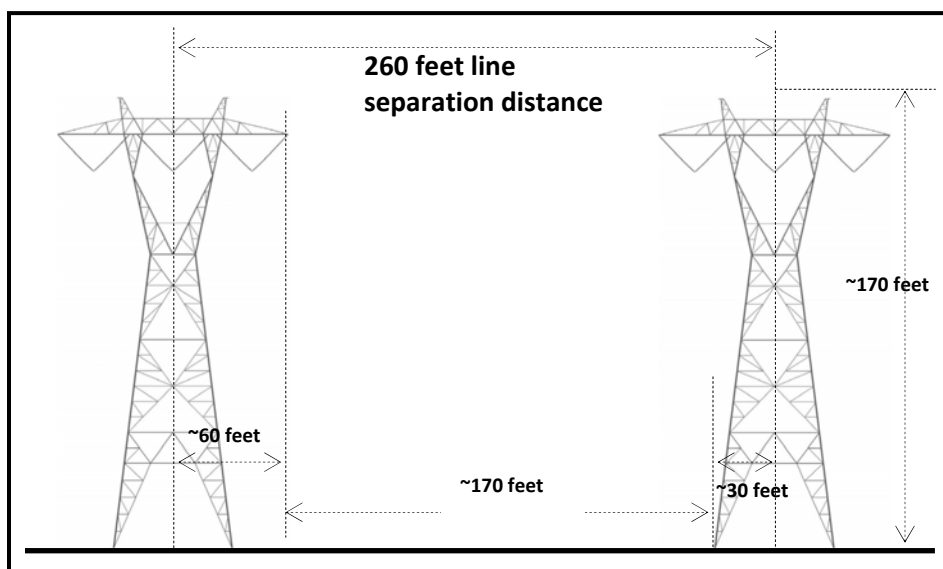 260 feet line
separation distance
~170 feet
~60 feet
~170 feet
~30 feet